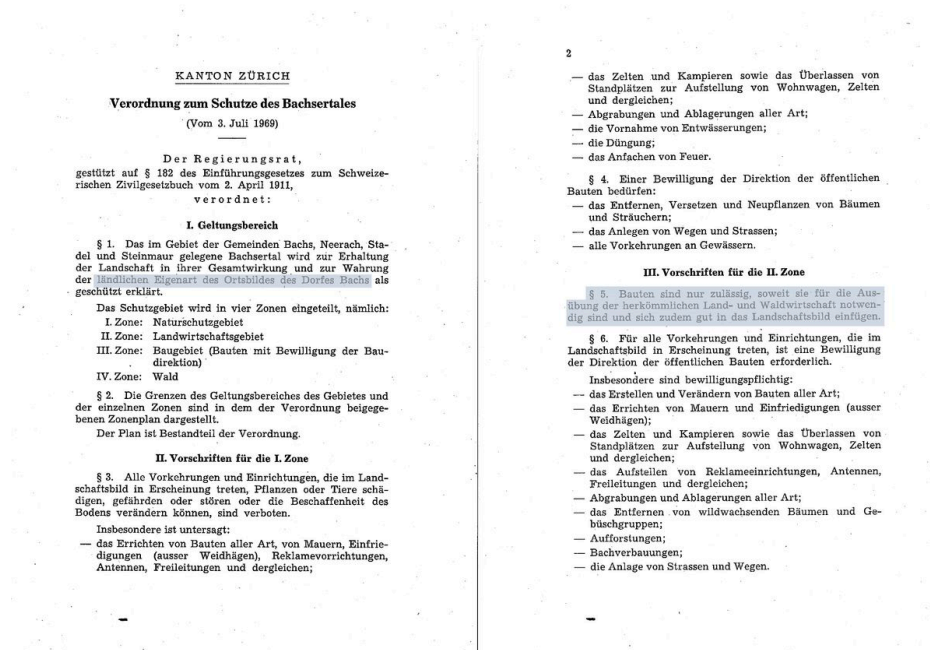 KANTON ZÜRICH
Verordnung zum Schutze des Bachsertales
(Vom 3. Juli 1969)
Der Regierungsrat,
gestützt auf § 182 des Einführungsgesetzes zum Schweize-
rischen Zivilgesetzbuch vom 2. April 1911,
verordnet:
I. Geltungsbereich
§ 1. Das im Gebiet der Gemeinden Bachs, Neerach, Sta-
del und Steinmaur gelegene Bachsertal wird zur Erhaltung
der Landschaft in ihrer Gesamtwirkung und zur Wahrung
der ländlichen Eigenart des Ortsbildes des Dorfes Bachs als
geschützt erklärt.
Das Schutzgebiet wird in vier Zonen eingeteilt, nämlich:
I. Zone: Naturschutzgebiet
II. Zone: Landwirtschaftsgebiet
III. Zone: Baugebiet (Bauten mit Bewilligung der Bau-
direktion)
IV. Zone: Wald
§ 2. Die Grenzen des Geltungsbereiches des Gebietes und
der einzelnen Zonen sind in dem der Verordnung beigege-
benen Zonenplan dargestellt.
Der Plan ist Bestandteil der Verordnung.
II. Vorschriften für die I. Zone
§ 3. Alle Vorkehrungen und Einrichtungen, die im Land-
schaftsbild in Erscheinung treten, Pflanzen oder Tiere schä-
digen, gefährden oder stören oder die Beschaffenheit des
Bodens verändern können, sind verboten.
Insbesondere ist untersagt:
— das Errichten von Bauten aller Art, von Mauern, Einfrie-
digungen (ausser Weidhägen), Reklamevorrichtungen,
Antennen, Freileitungen und dergleichen;
2
— das Zelten und Kampieren sowie das Überlassen von
Standplätzen zur Aufstellung von Wohnwagen, Zelten
und dergleichen;
— Abgrabungen und Ablagerungen aller Art;
— die Vornahme von Entwässerungen;
— die Düngung;
— das Anfachen von Feuer.
§ 4. Einer Bewilligung der Direktion der öffentlichen
Bauten bedürfen:
— das Entfernen, Versetzen und Neupflanzen von Bäumen
und Sträuchern;
— das Anlegen von Wegen und Strassen;
— alle Vorkehrungen an Gewässern.
III. Vorschriften für die II. Zone
§ 5. Bauten sind nur zulässig, soweit sie für die Aus-
übung der herkömmlichen Land- und Waldwirtschaft notwen-
dig sind und sich zudem gut in das Landschaftsbild einfügen.
§ 6. Für alle Vorkehrungen und Einrichtungen, die im
Landschaftsbild in Erscheinung treten, ist eine Bewilligung
der Direktion der öffentlichen Bauten erforderlich.
Insbesondere sind bewilligungspflichtig:
— das Erstellen und Verändern von Bauten aller Art;
— das Errichten von Mauern und Einfriedigungen (ausser
Weidhägen);
— das Zelten und Kampieren sowie das Überlassen von
Standplätzen zur Aufstellung von Wohnwagen, Zelten
und dergleichen;
— das Aufstellen von Reklameeinrichtungen, Antennen,
Freileitungen und dergleichen;
— Abgrabungen und Ablagerungen aller Art;
— das Entfernen von wildwachsenden Bäumen und Ge-
büschgruppen;
— Aufforstungen;
— Bachverbauungen;
— die Anlage von Strassen und Wegen.